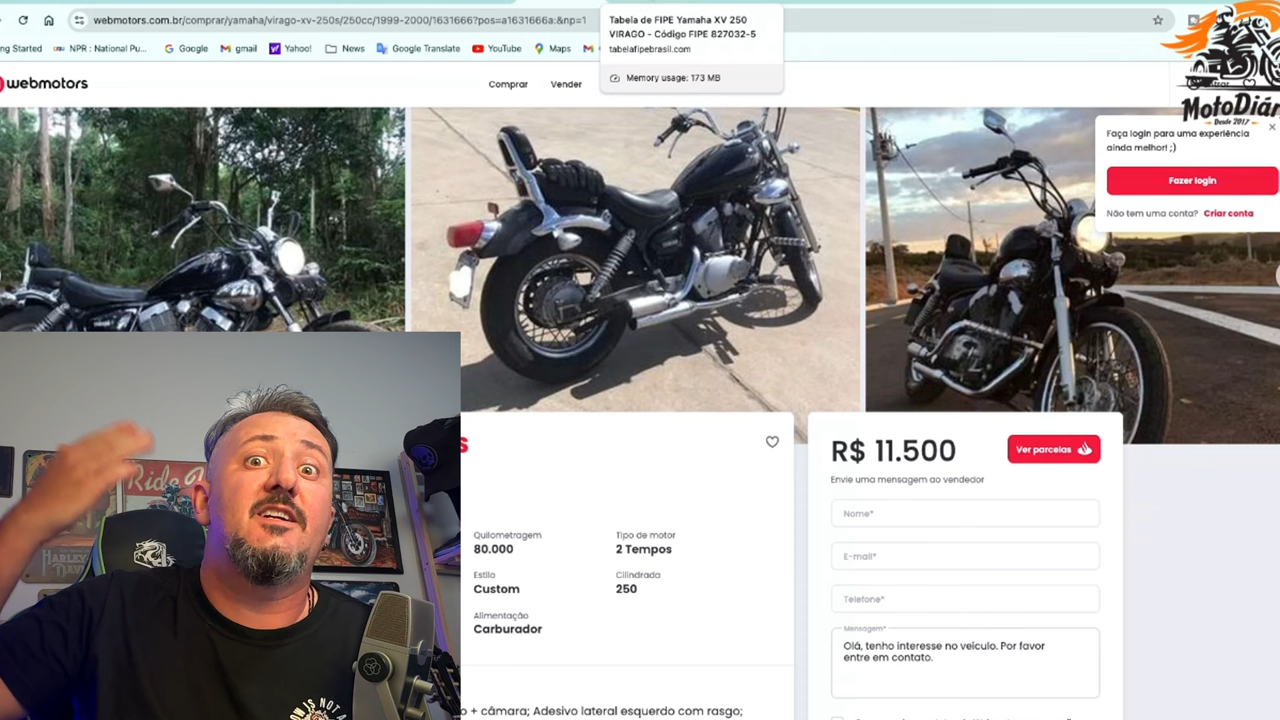 webmotors.com.br/comprar/yamaha/virago-xv-250s/250cc/1999-2000/1631666?pos=a1631666a:&np=1
Tabela de FIPE Yamaha XV 250
VIRAGO - Código FIPE 827032-5
tabelafipebrasil.com
Memory usage: 173 MB
ng Started
NPR : National Pu...
Google
gmail
Yahoo!
News
Google Translate
YouTube
Maps
webmotors
Comprar
Vender
MotoDiár
Desde 2017
Faça login para uma experiência
ainda melhor! ;)
Fazer login
Não tem uma conta? Criar conta
R$ 11.500
Ver parcelas
Envie uma mensagem ao vendedor
Nome*
E-mail*
Telefone*
Mensagem*
Olá, tenho interesse no veículo. Por favor
entre em contato.
S
Quilometragem
80.000
Tipo de motor
2 Tempos
Estilo
Custom
Cilindrada
250
Alimentação
Carburador
o + câmara; Adesivo lateral esquerdo com rasgo;
Ride
HARLEY